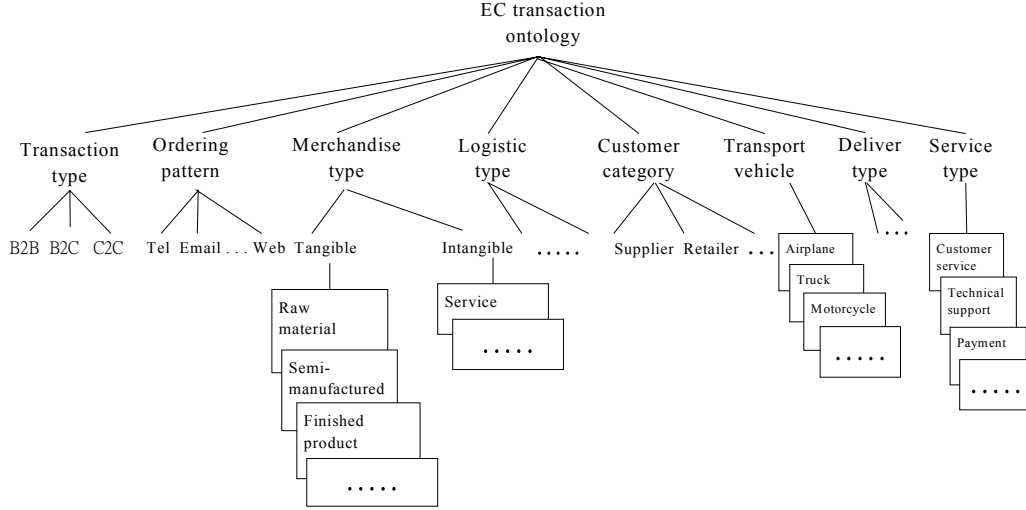 EC transaction
ontology
Transaction
type
Ordering
pattern
Merchandise
type
Logistic
type
Customer
category
Transport
vehicle
Deliver
type
Service
type
B2B B2C C2C
Tel Email . . . Web
Tangible
Intangible
.....
Supplier Retailer ...
...
Raw
material
Semi-
manufactured
Finished
product
.....
Service
.....
Airplane
Truck
Motorcycle
.....
Customer
service
Technical
support
Payment
.....